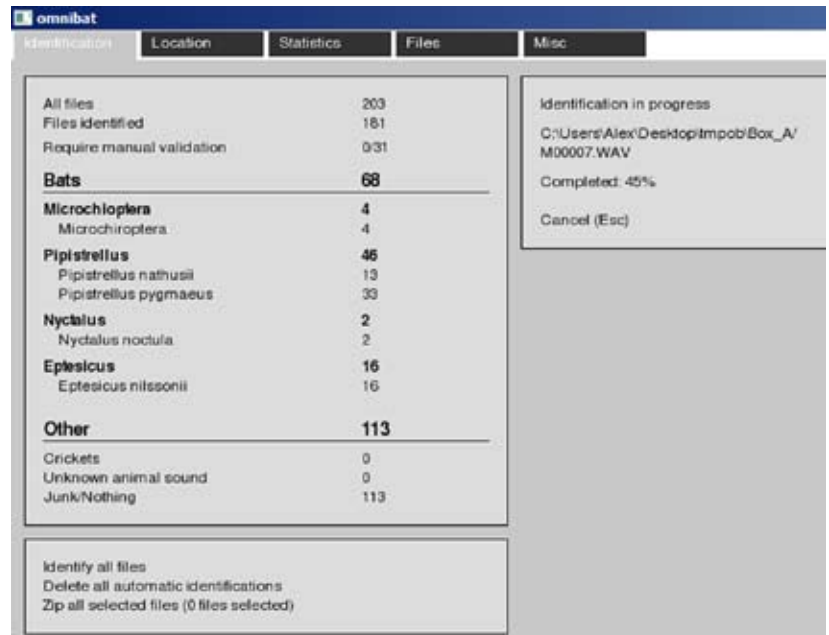 omnibat
Identification Location Statistics Files Misc
All files 203
Files identified 181
Require manual validation 0/31
Bats 68
Microchioptera 4
Microchiroptera 4
Pipistrellus 46
Pipistrellus nathusii 13
Pipistrellus pygmaeus 33
Nyctalus 2
Nyctalus noctula 2
Eptesicus 16
Eptesicus nilssonii 16
Other 113
Crickets 0
Unknown animal sound 0
Junk/Nothing 113
Identify all files
Delete all automatic identifications
Zip all selected files (0 files selected)
Identification in progress
C:\Users\Alex\Desktop\tmpob\Box_A/
M00007.WAV
Completed: 45%
Cancel (Esc)